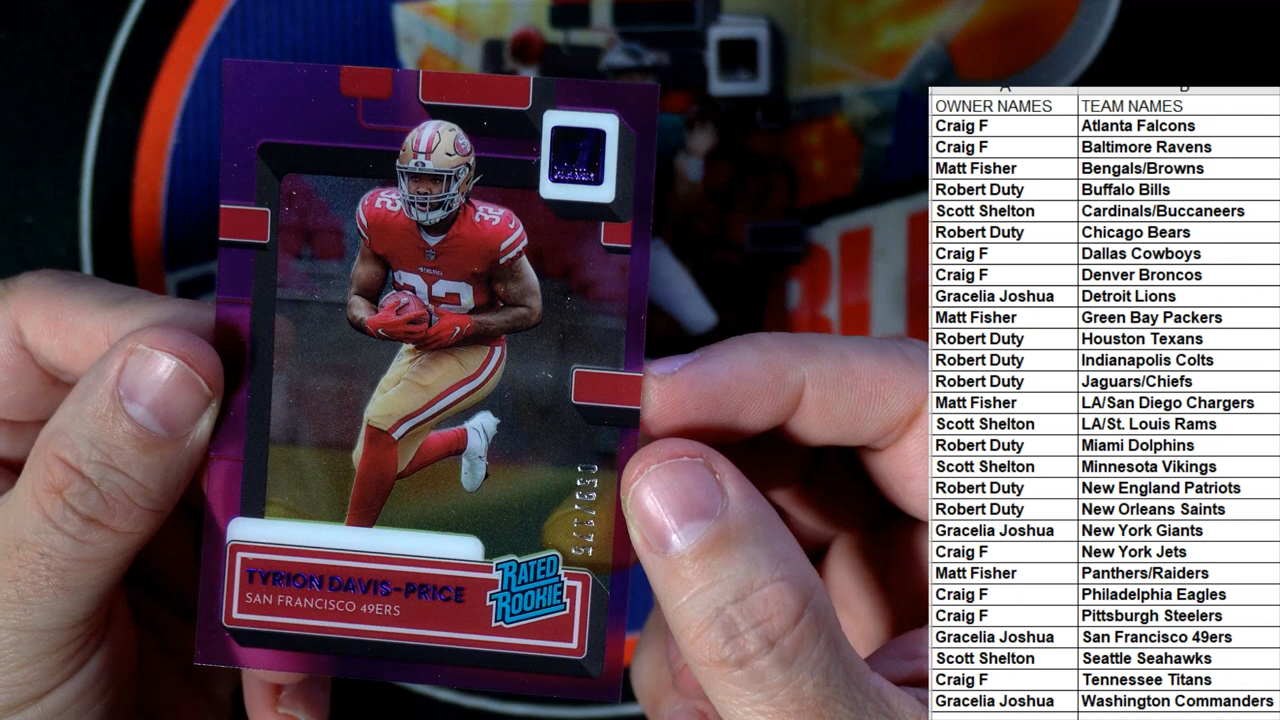 32
32
49ERS
32
039/175
TYRION DAVIS-PRICE
SAN FRANCISCO 49ERS
RATED
ROOKIE
A B
OWNER NAMES TEAM NAMES
Craig F Atlanta Falcons
Craig F Baltimore Ravens
Matt Fisher Bengals/Browns
Robert Duty Buffalo Bills
Scott Shelton Cardinals/Buccaneers
Robert Duty Chicago Bears
Craig F Dallas Cowboys
Craig F Denver Broncos
Gracelia Joshua Detroit Lions
Matt Fisher Green Bay Packers
Robert Duty Houston Texans
Robert Duty Indianapolis Colts
Robert Duty Jaguars/Chiefs
Matt Fisher LA/San Diego Chargers
Scott Shelton LA/St. Louis Rams
Robert Duty Miami Dolphins
Scott Shelton Minnesota Vikings
Robert Duty New England Patriots
Robert Duty New Orleans Saints
Gracelia Joshua New York Giants
Craig F New York Jets
Matt Fisher Panthers/Raiders
Craig F Philadelphia Eagles
Craig F Pittsburgh Steelers
Gracelia Joshua San Francisco 49ers
Scott Shelton Seattle Seahawks
Craig F Tennessee Titans
Gracelia Joshua Washington Commanders